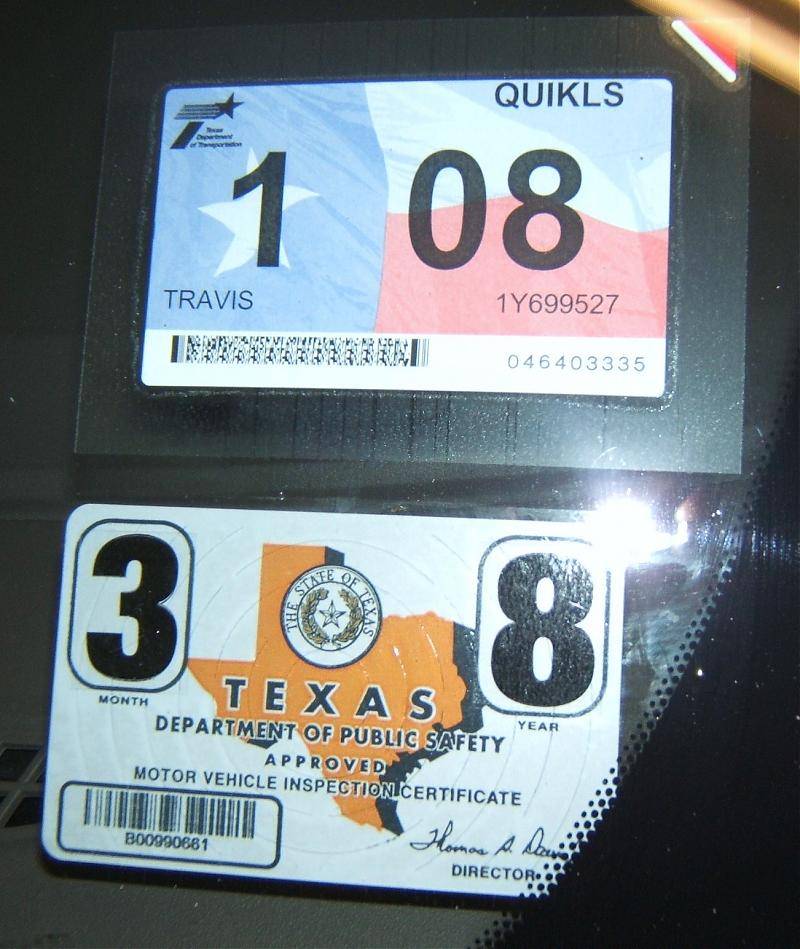 QUIKLS
Texas
Department
of Transportation
1 08
TRAVIS 1Y699527
046403335
3 8
THE STATE OF TEXAS
MONTH
TEXAS
YEAR
DEPARTMENT OF PUBLIC SAFETY
APPROVED
MOTOR VEHICLE INSPECTION CERTIFICATE
B00990661
Thomas A.
DIRECTOR